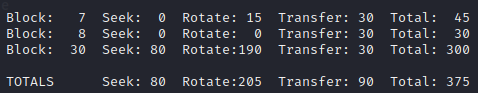 Block:   7  Seek:  0  Rotate: 15  Transfer: 30  Total:  45
Block:   8  Seek:  0  Rotate:  0  Transfer: 30  Total:  30
Block:  30  Seek: 80  Rotate:190  Transfer: 30  Total: 300

TOTALS      Seek: 80  Rotate:205  Transfer: 90  Total: 375